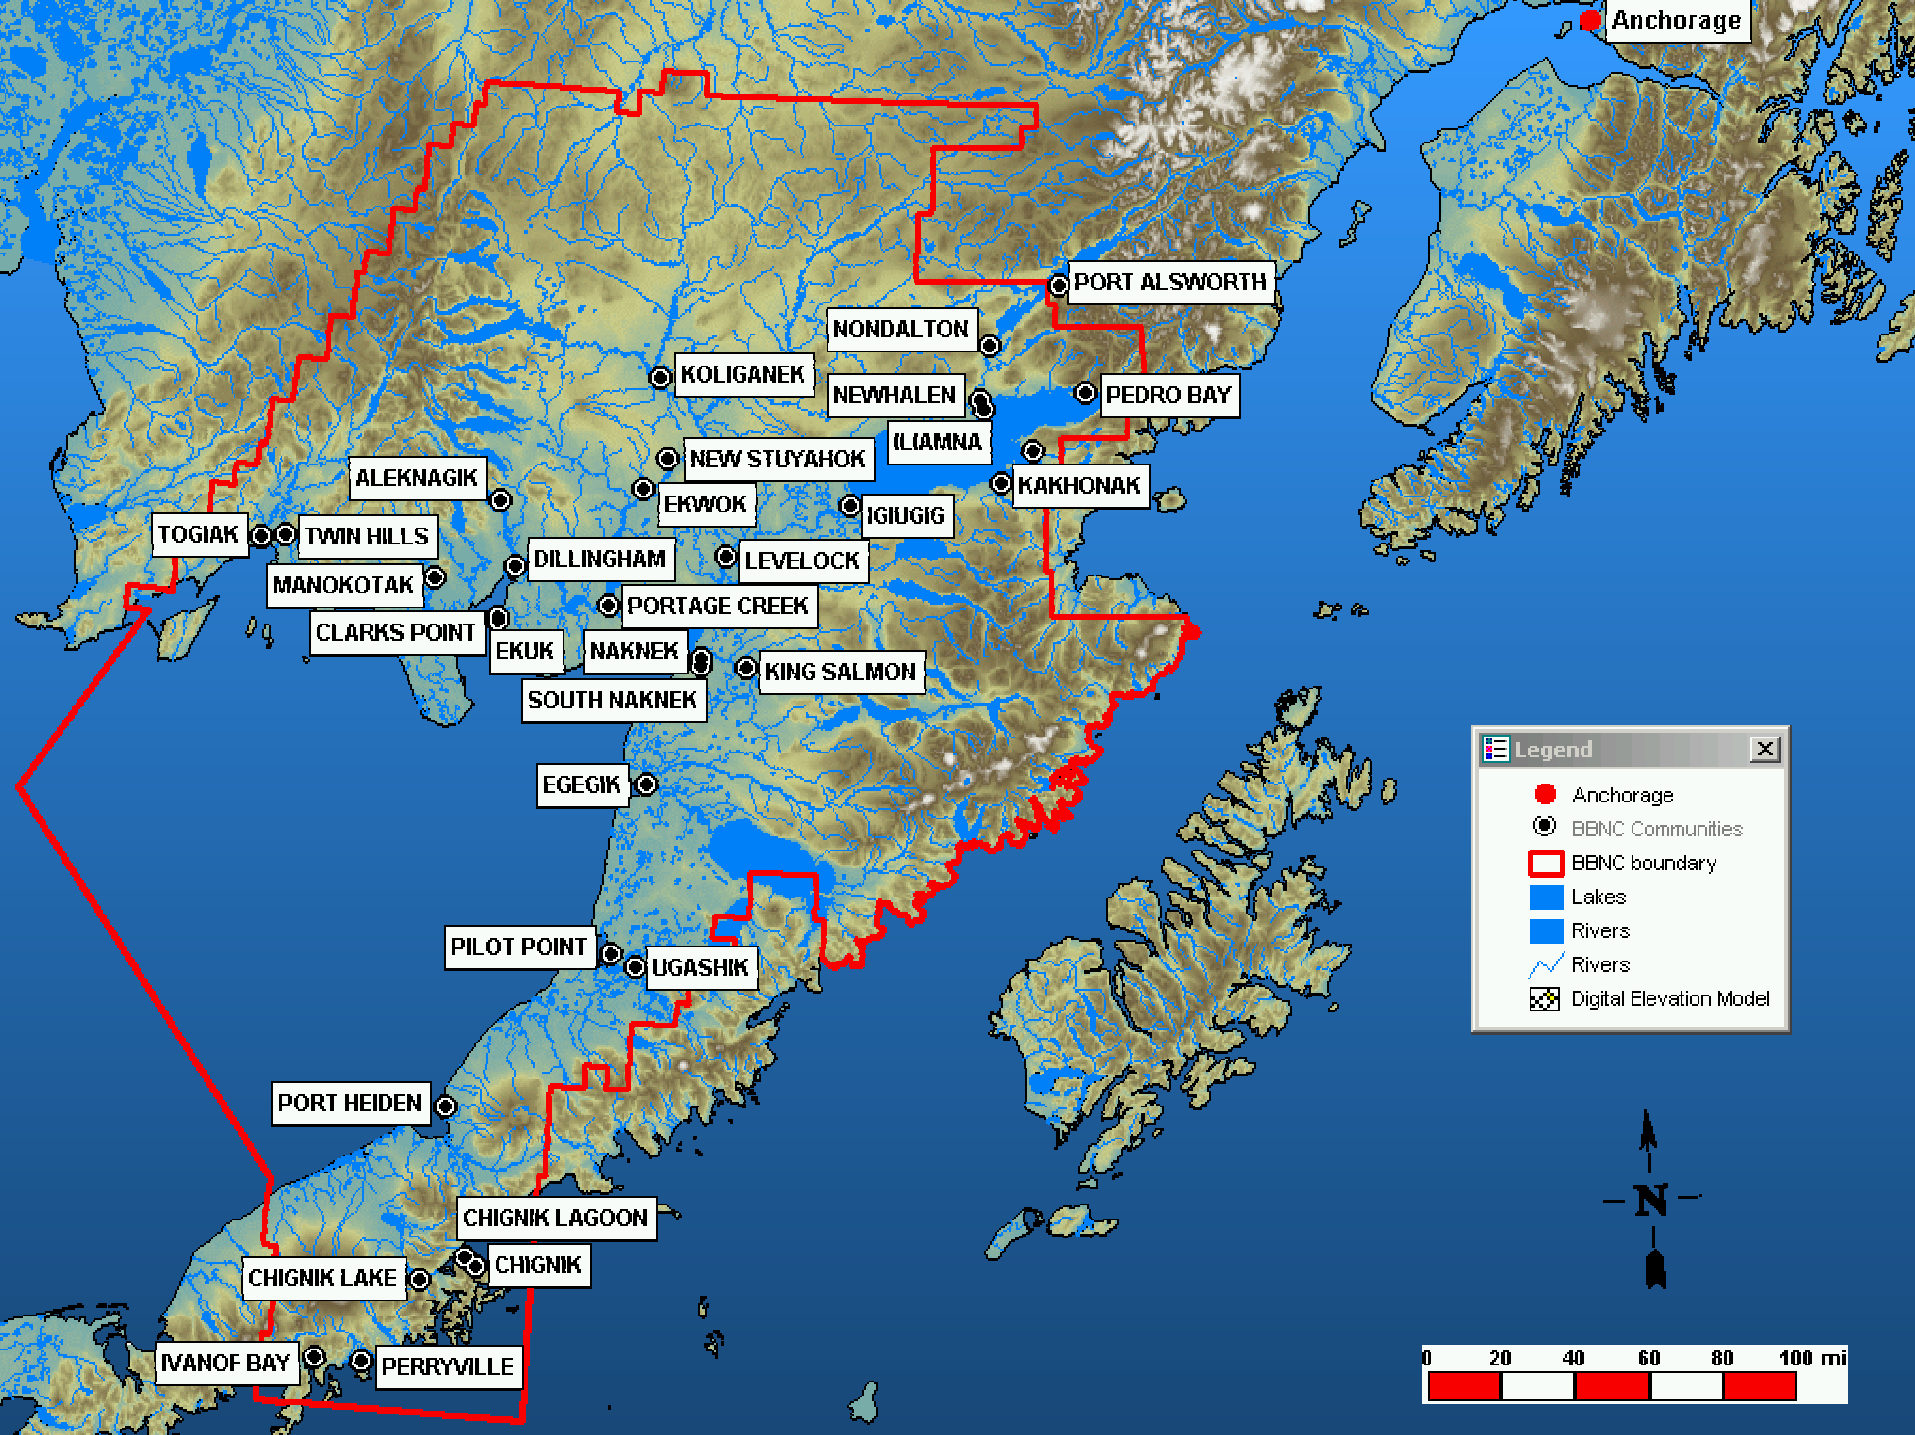 Anchorage
PORT ALSWORTH
NONDALTON
KOLIGANEK
NEWHALEN
PEDRO BAY
ILIAMNA
NEW STUYAHOK
ALEKNAGIK
KAKHONAK
EKWOK
IGIUGIG
TOGIAK
TWIN HILLS
DILLINGHAM
LEVELOCK
MANOKOTAK
PORTAGE CREEK
CLARKS POINT
EKUK
NAKNEK
KING SALMON
SOUTH NAKNEK
EGEGIK
PILOT POINT
UGASHIK
PORT HEIDEN
CHIGNIK LAGOON
CHIGNIK
CHIGNIK LAKE
IVANOF BAY
PERRYVILLE
Legend
Anchorage
BBNC Communities
BBNC boundary
Lakes
Rivers
Rivers
Digital Elevation Model
N
0 20 40 60 80 100 mi